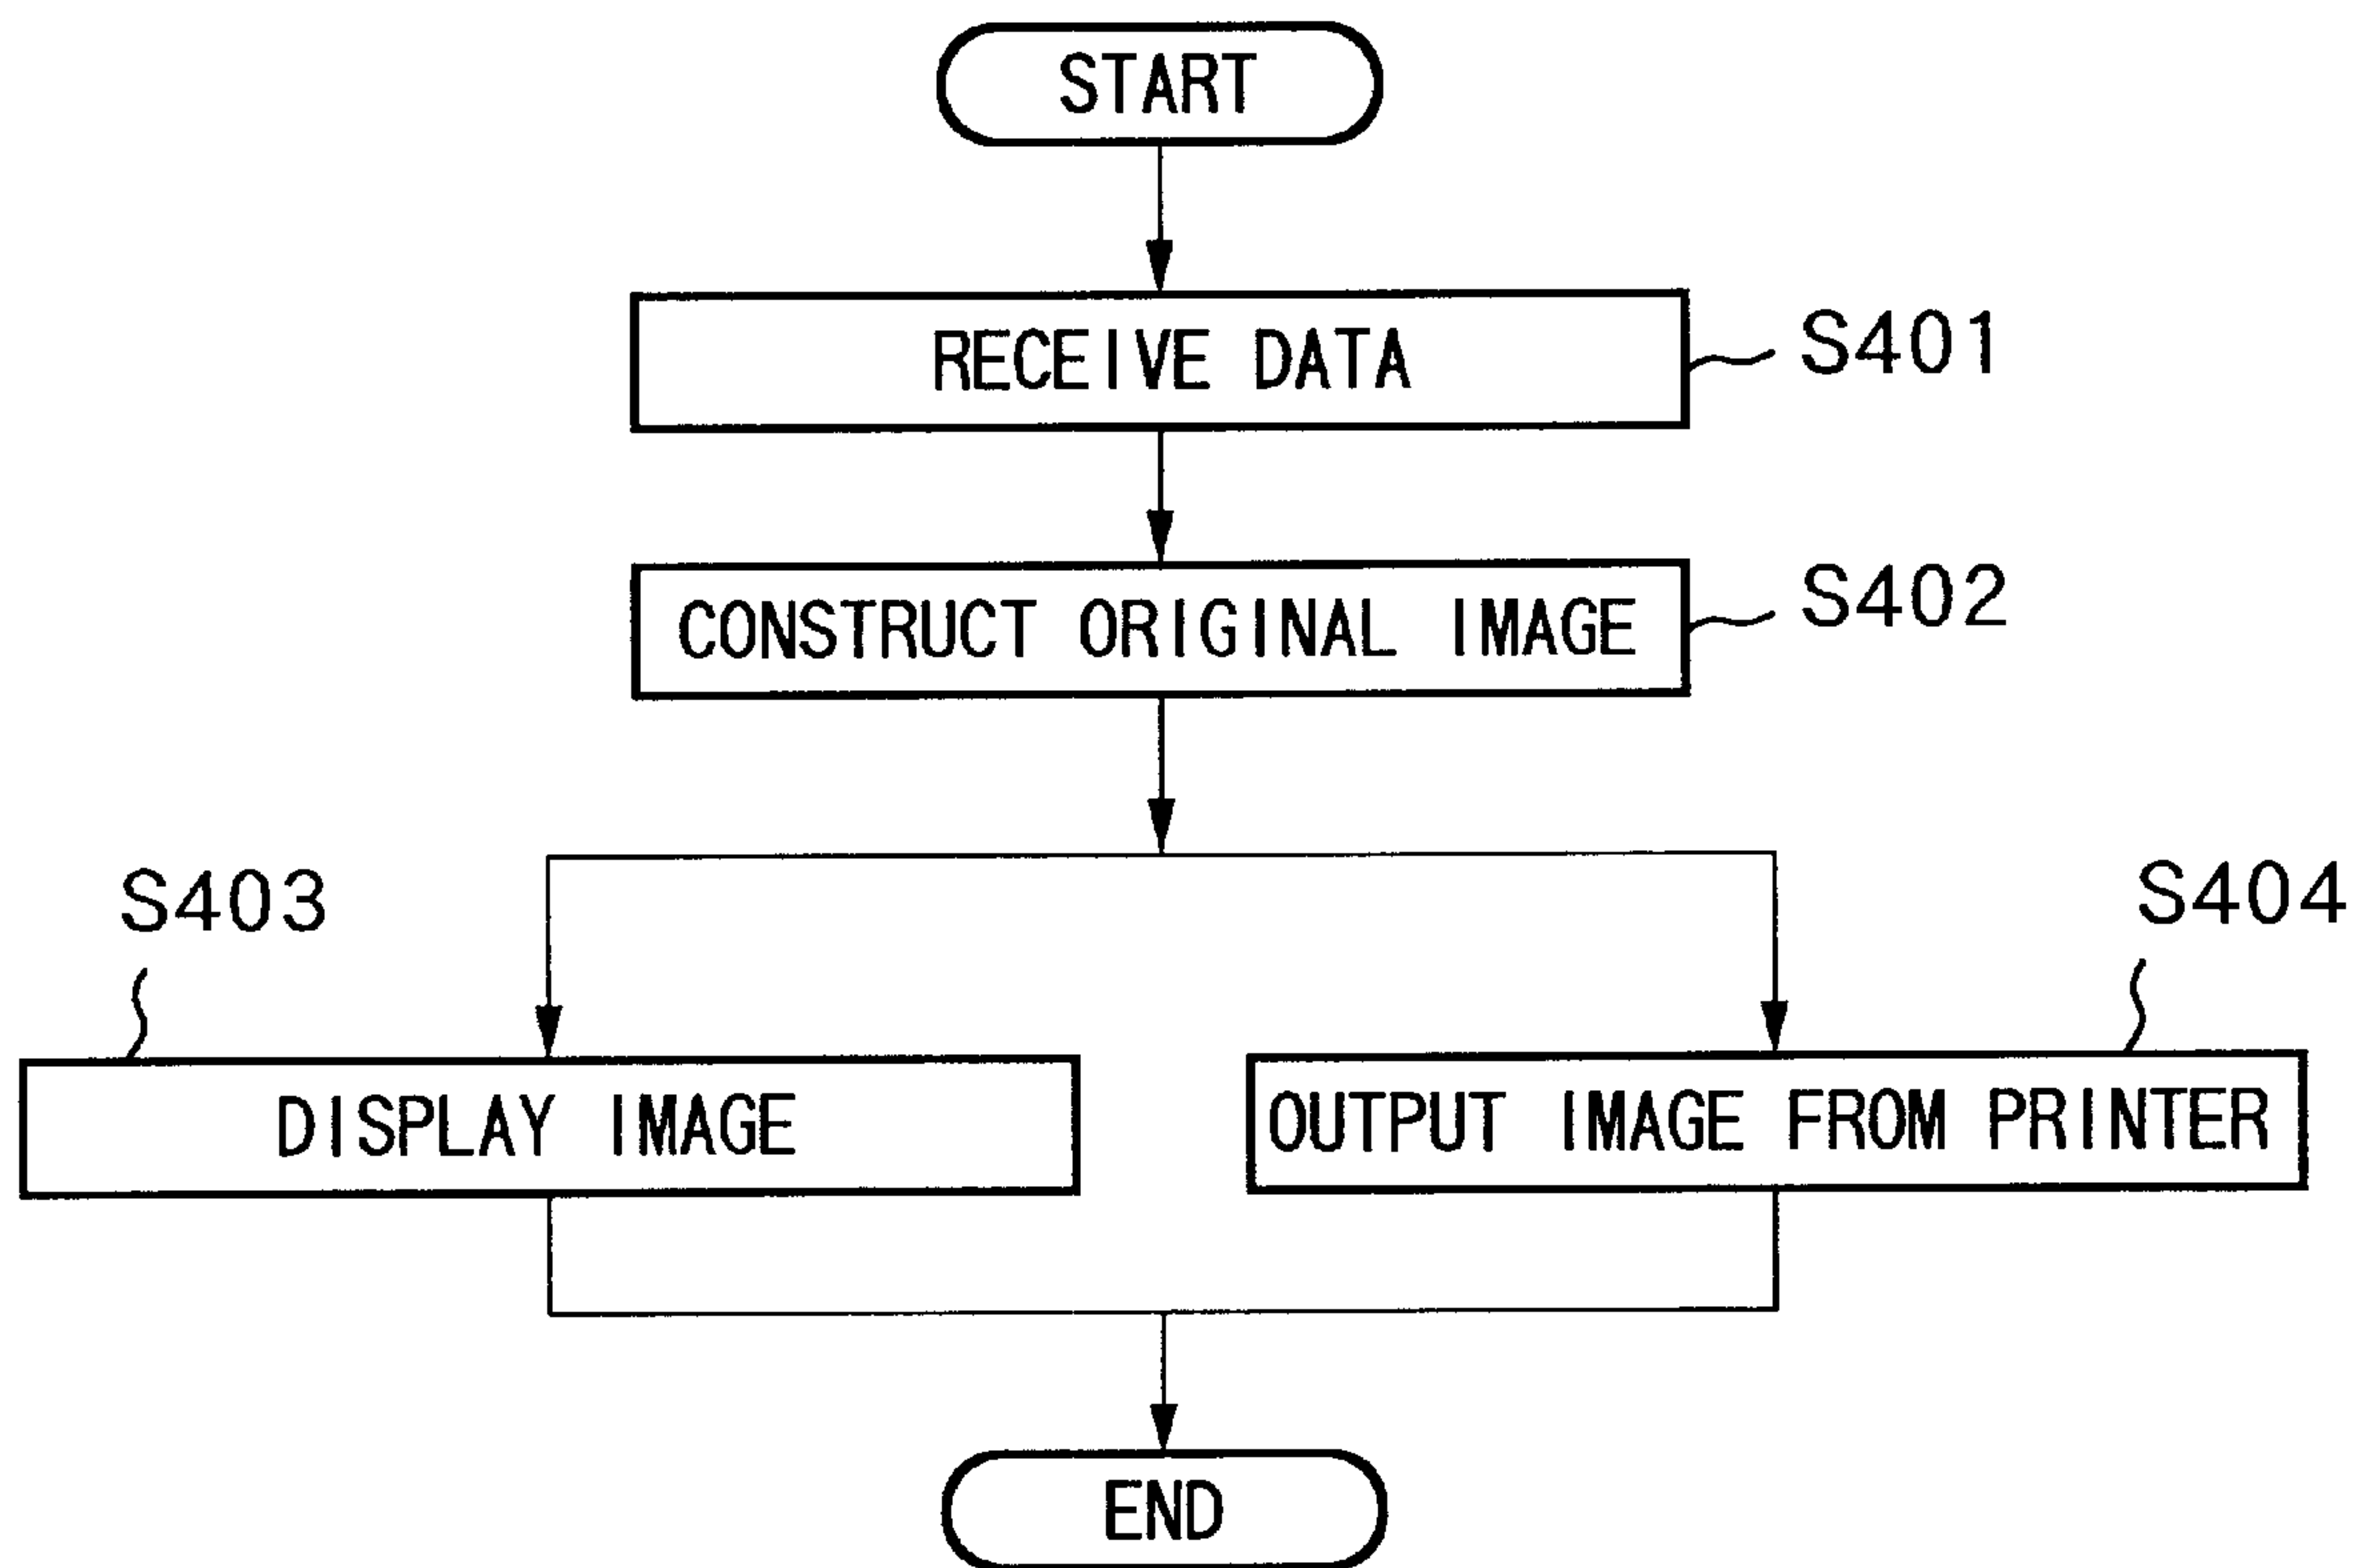 START
RECEIVE DATA
S401
CONSTRUCT ORIGINAL IMAGE
S402
S403
S404
DISPLAY IMAGE
OUTPUT IMAGE FROM PRINTER
END